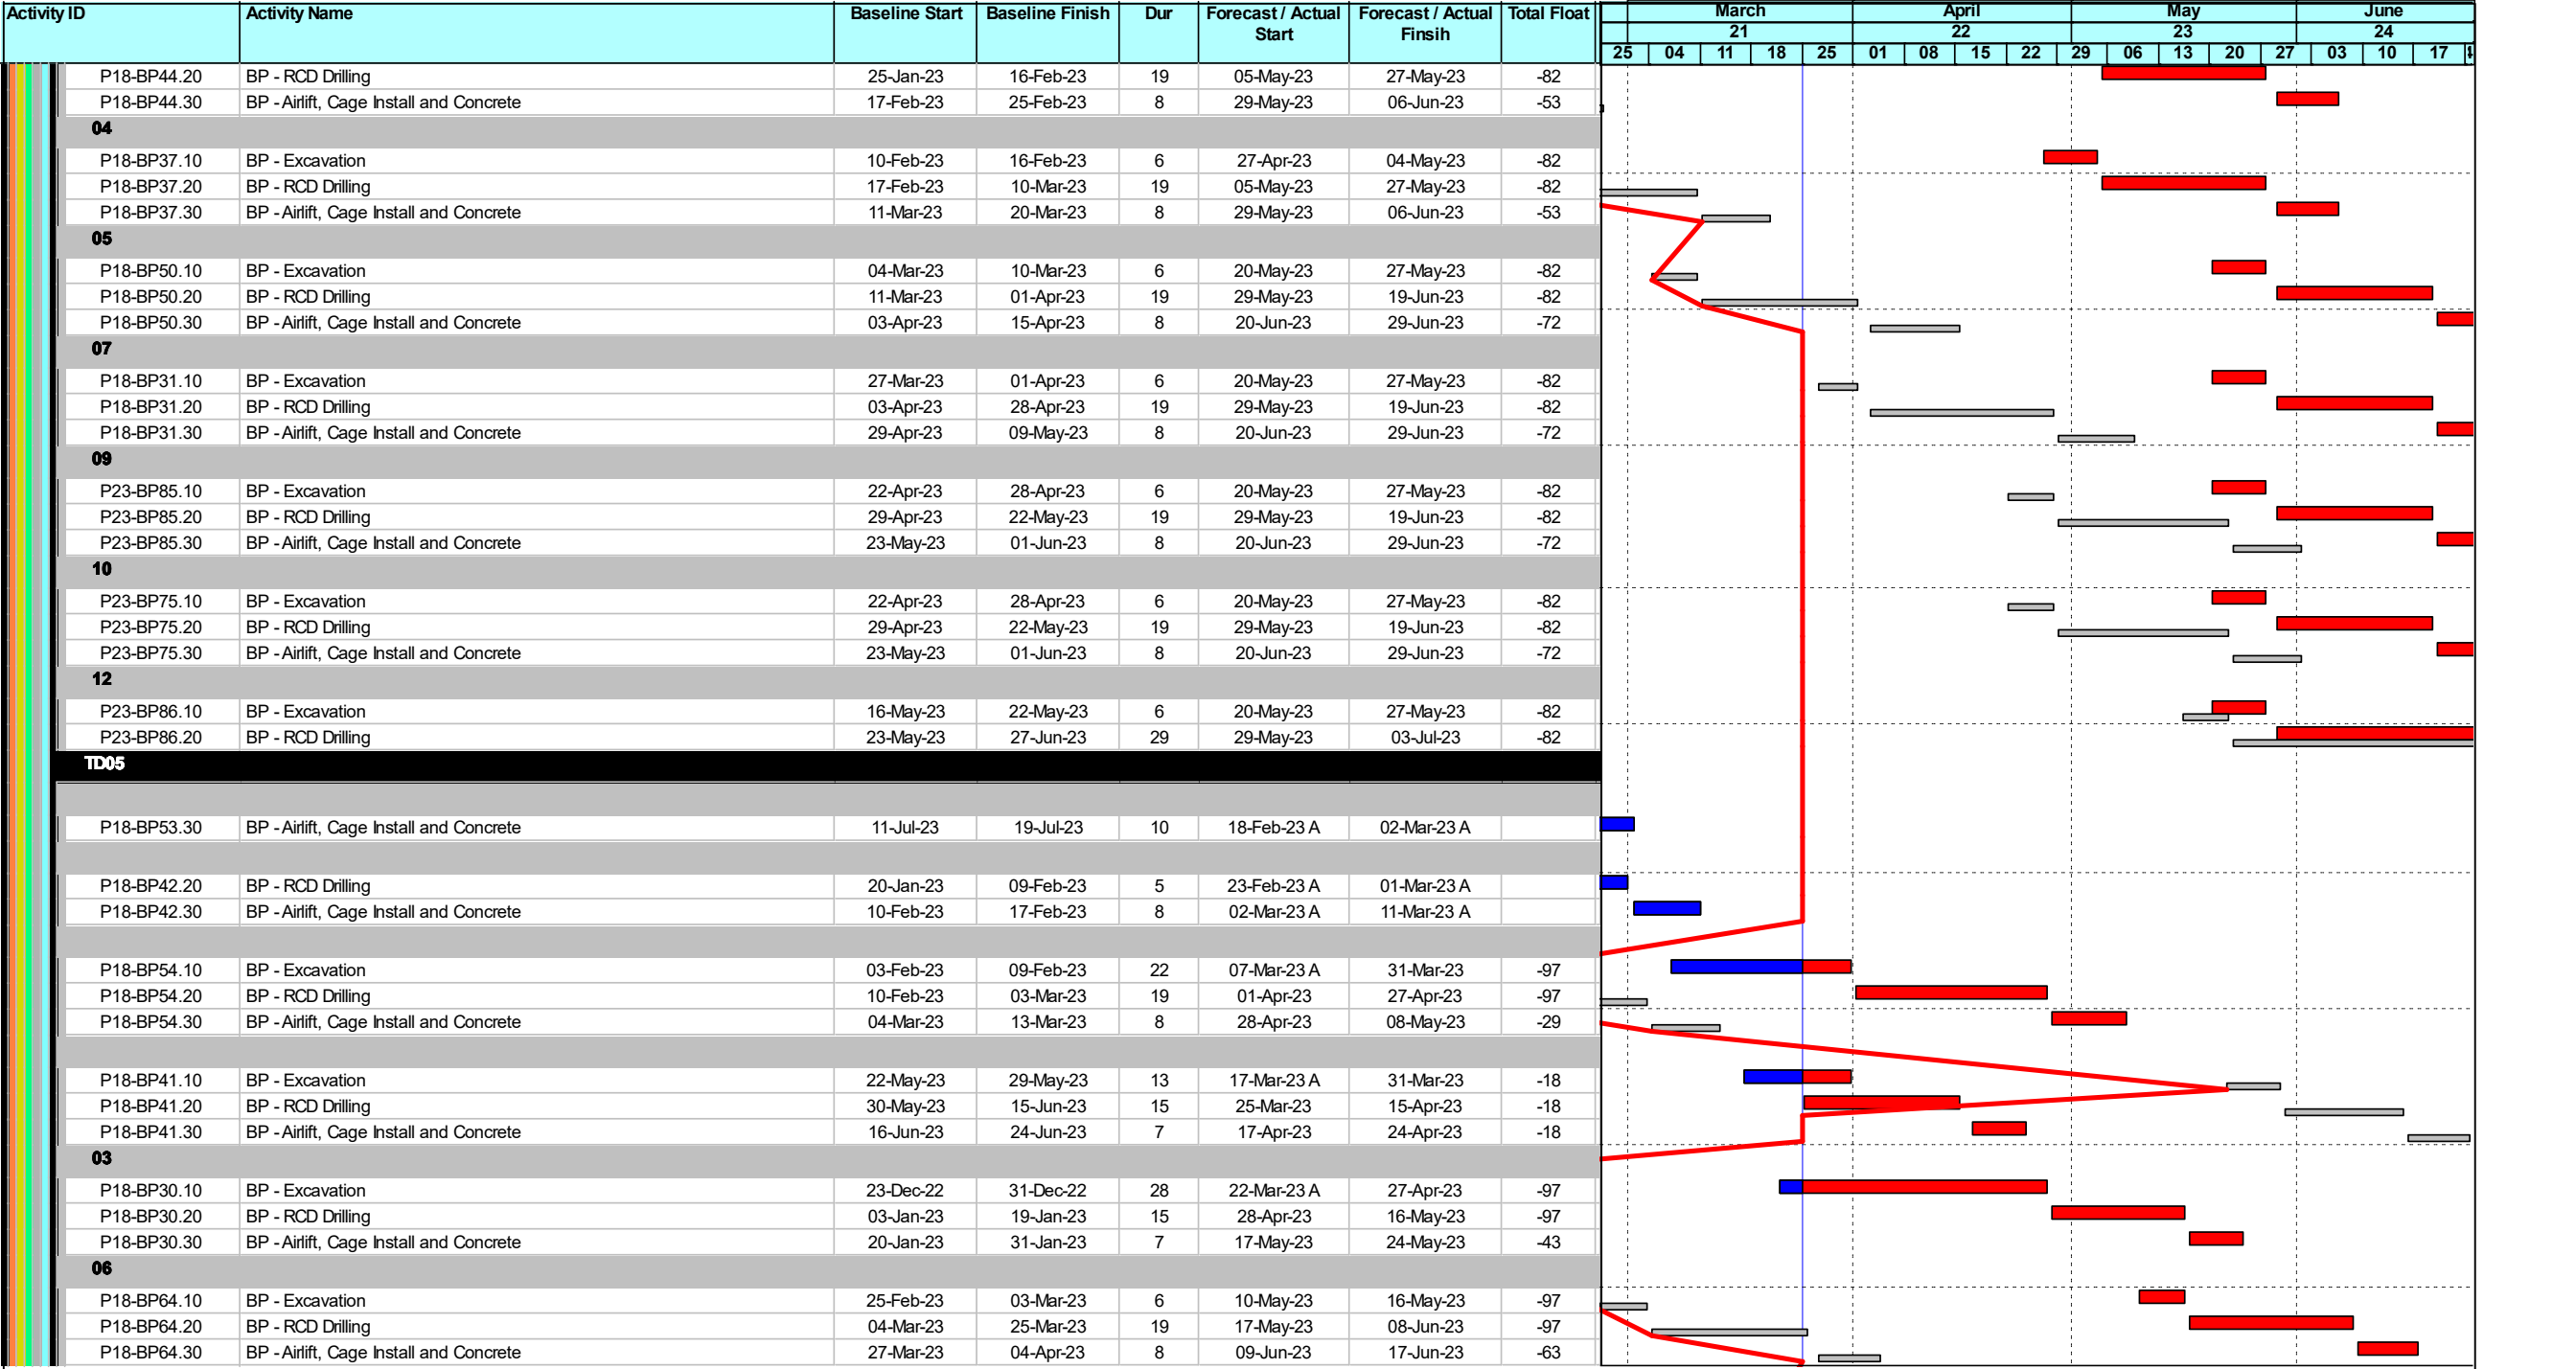 Activity ID Activity Name Baseline Start Baseline Finish Dur Forecast / Actual Start Forecast / Actual Finsih Total Float March April May June
21 22 23 24
25 04 11 18 25 01 08 15 22 29 06 13 20 27 03 10 17
P18-BP44.20 BP - RCD Drilling 25-Jan-23 16-Feb-23 19 05-May-23 27-May-23 -82
P18-BP44.30 BP - Airlift, Cage Install and Concrete 17-Feb-23 25-Feb-23 8 29-May-23 06-Jun-23 -53
04
P18-BP37.10 BP - Excavation 10-Feb-23 16-Feb-23 6 27-Apr-23 04-May-23 -82
P18-BP37.20 BP - RCD Drilling 17-Feb-23 10-Mar-23 19 05-May-23 27-May-23 -82
P18-BP37.30 BP - Airlift, Cage Install and Concrete 11-Mar-23 20-Mar-23 8 29-May-23 06-Jun-23 -53
05
P18-BP50.10 BP - Excavation 04-Mar-23 10-Mar-23 6 20-May-23 27-May-23 -82
P18-BP50.20 BP - RCD Drilling 11-Mar-23 01-Apr-23 19 29-May-23 19-Jun-23 -82
P18-BP50.30 BP - Airlift, Cage Install and Concrete 03-Apr-23 15-Apr-23 8 20-Jun-23 29-Jun-23 -72
07
P18-BP31.10 BP - Excavation 27-Mar-23 01-Apr-23 6 20-May-23 27-May-23 -82
P18-BP31.20 BP - RCD Drilling 03-Apr-23 28-Apr-23 19 29-May-23 19-Jun-23 -82
P18-BP31.30 BP - Airlift, Cage Install and Concrete 29-Apr-23 09-May-23 8 20-Jun-23 29-Jun-23 -72
09
P23-BP85.10 BP - Excavation 22-Apr-23 28-Apr-23 6 20-May-23 27-May-23 -82
P23-BP85.20 BP - RCD Drilling 29-Apr-23 22-May-23 19 29-May-23 19-Jun-23 -82
P23-BP85.30 BP - Airlift, Cage Install and Concrete 23-May-23 01-Jun-23 8 20-Jun-23 29-Jun-23 -72
10
P23-BP75.10 BP - Excavation 22-Apr-23 28-Apr-23 6 20-May-23 27-May-23 -82
P23-BP75.20 BP - RCD Drilling 29-Apr-23 22-May-23 19 29-May-23 19-Jun-23 -82
P23-BP75.30 BP - Airlift, Cage Install and Concrete 23-May-23 01-Jun-23 8 20-Jun-23 29-Jun-23 -72
12
P23-BP86.10 BP - Excavation 16-May-23 22-May-23 6 20-May-23 27-May-23 -82
P23-BP86.20 BP - RCD Drilling 23-May-23 27-Jun-23 29 29-May-23 03-Jul-23 -82
TD05
P18-BP53.30 BP - Airlift, Cage Install and Concrete 11-Jul-23 19-Jul-23 10 18-Feb-23 A 02-Mar-23 A
P18-BP42.20 BP - RCD Drilling 20-Jan-23 09-Feb-23 5 23-Feb-23 A 01-Mar-23 A
P18-BP42.30 BP - Airlift, Cage Install and Concrete 10-Feb-23 17-Feb-23 8 02-Mar-23 A 11-Mar-23 A
P18-BP54.10 BP - Excavation 03-Feb-23 09-Feb-23 22 07-Mar-23 A 31-Mar-23 -97
P18-BP54.20 BP - RCD Drilling 10-Feb-23 03-Mar-23 19 01-Apr-23 27-Apr-23 -97
P18-BP54.30 BP - Airlift, Cage Install and Concrete 04-Mar-23 13-Mar-23 8 28-Apr-23 08-May-23 -29
P18-BP41.10 BP - Excavation 22-May-23 29-May-23 13 17-Mar-23 A 31-Mar-23 -18
P18-BP41.20 BP - RCD Drilling 30-May-23 15-Jun-23 15 25-Mar-23 15-Apr-23 -18
P18-BP41.30 BP - Airlift, Cage Install and Concrete 16-Jun-23 24-Jun-23 7 17-Apr-23 24-Apr-23 -18
03
P18-BP30.10 BP - Excavation 23-Dec-22 31-Dec-22 28 22-Mar-23 A 27-Apr-23 -97
P18-BP30.20 BP - RCD Drilling 03-Jan-23 19-Jan-23 15 28-Apr-23 16-May-23 -97
P18-BP30.30 BP - Airlift, Cage Install and Concrete 20-Jan-23 31-Jan-23 7 17-May-23 24-May-23 -43
06
P18-BP64.10 BP - Excavation 25-Feb-23 03-Mar-23 6 10-May-23 16-May-23 -97
P18-BP64.20 BP - RCD Drilling 04-Mar-23 25-Mar-23 19 17-May-23 08-Jun-23 -97
P18-BP64.30 BP - Airlift, Cage Install and Concrete 27-Mar-23 04-Apr-23 8 09-Jun-23 17-Jun-23 -63